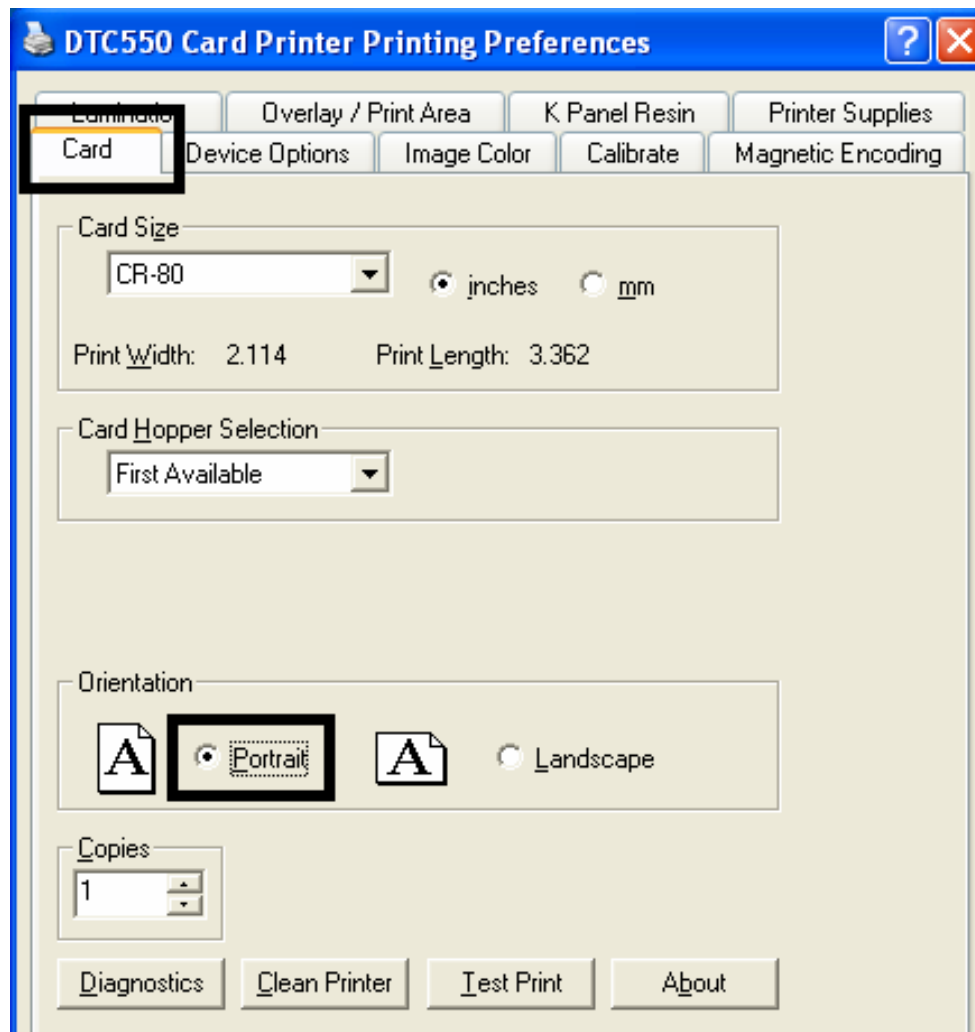 DTC550 Card Printer Printing Preferences
Lamination Overlay / Print Area K Panel Resin Printer Supplies
Card Device Options Image Color Calibrate Magnetic Encoding
Card Size
CR-80 inches mm
Print Width: 2.114 Print Length: 3.362
Card Hopper Selection
First Available
Orientation
A Portrait A Landscape
Copies
1
Diagnostics Clean Printer Test Print About